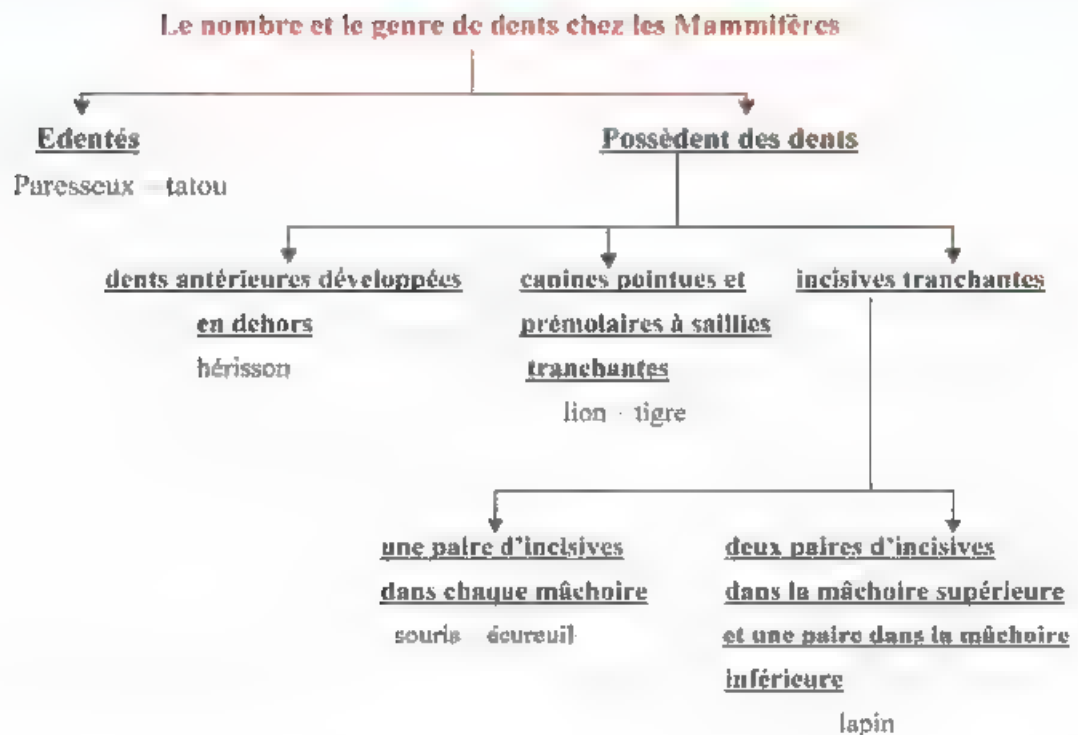 Le nombre et le genre de dents chez les Mammifères
Edentés
Possèdent des dents
Paresseux - tatou
dents antérieures développées
en dehors
hérisson
canines pointues et
prémolaires à saillies
tranchantes
lion - tigre
incisives tranchantes
une paire d'incisives
dans chaque mâchoire
souris écureuil
deux paires d'incisives
dans la mâchoire supérieure
et une paire dans la mâchoire
inférieure
lapin